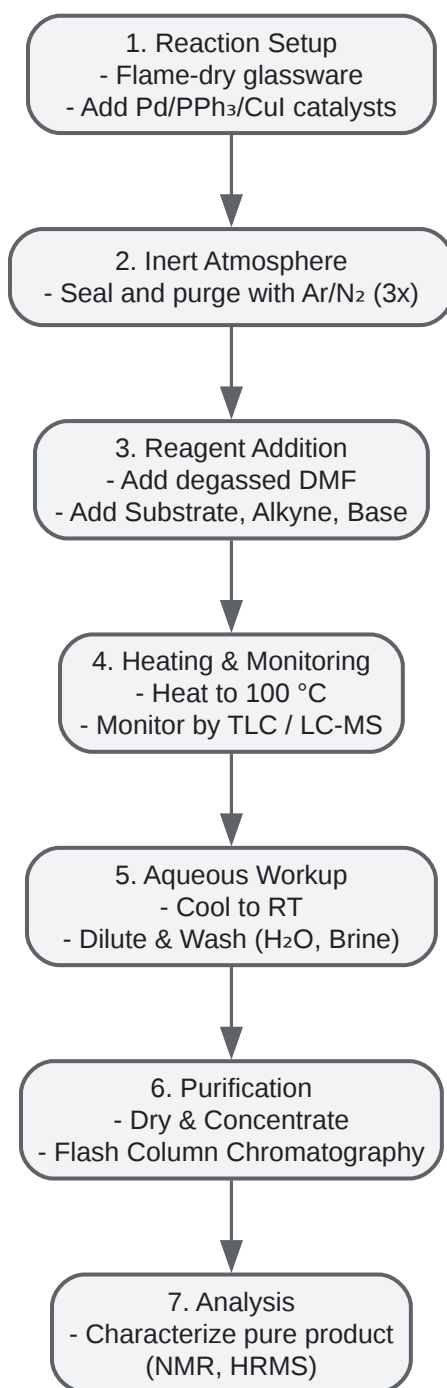 1. Reaction Setup
- Flame-dry glassware
- Add Pd/PPh₃/CuI catalysts
2. Inert Atmosphere
- Seal and purge with Ar/N₂ (3x)
3. Reagent Addition
- Add degassed DMF
- Add Substrate, Alkyne, Base
4. Heating & Monitoring
- Heat to 100 °C
- Monitor by TLC / LC-MS
5. Aqueous Workup
- Cool to RT
- Dilute & Wash (H₂O, Brine)
6. Purification
- Dry & Concentrate
- Flash Column Chromatography
7. Analysis
- Characterize pure product
(NMR, HRMS)